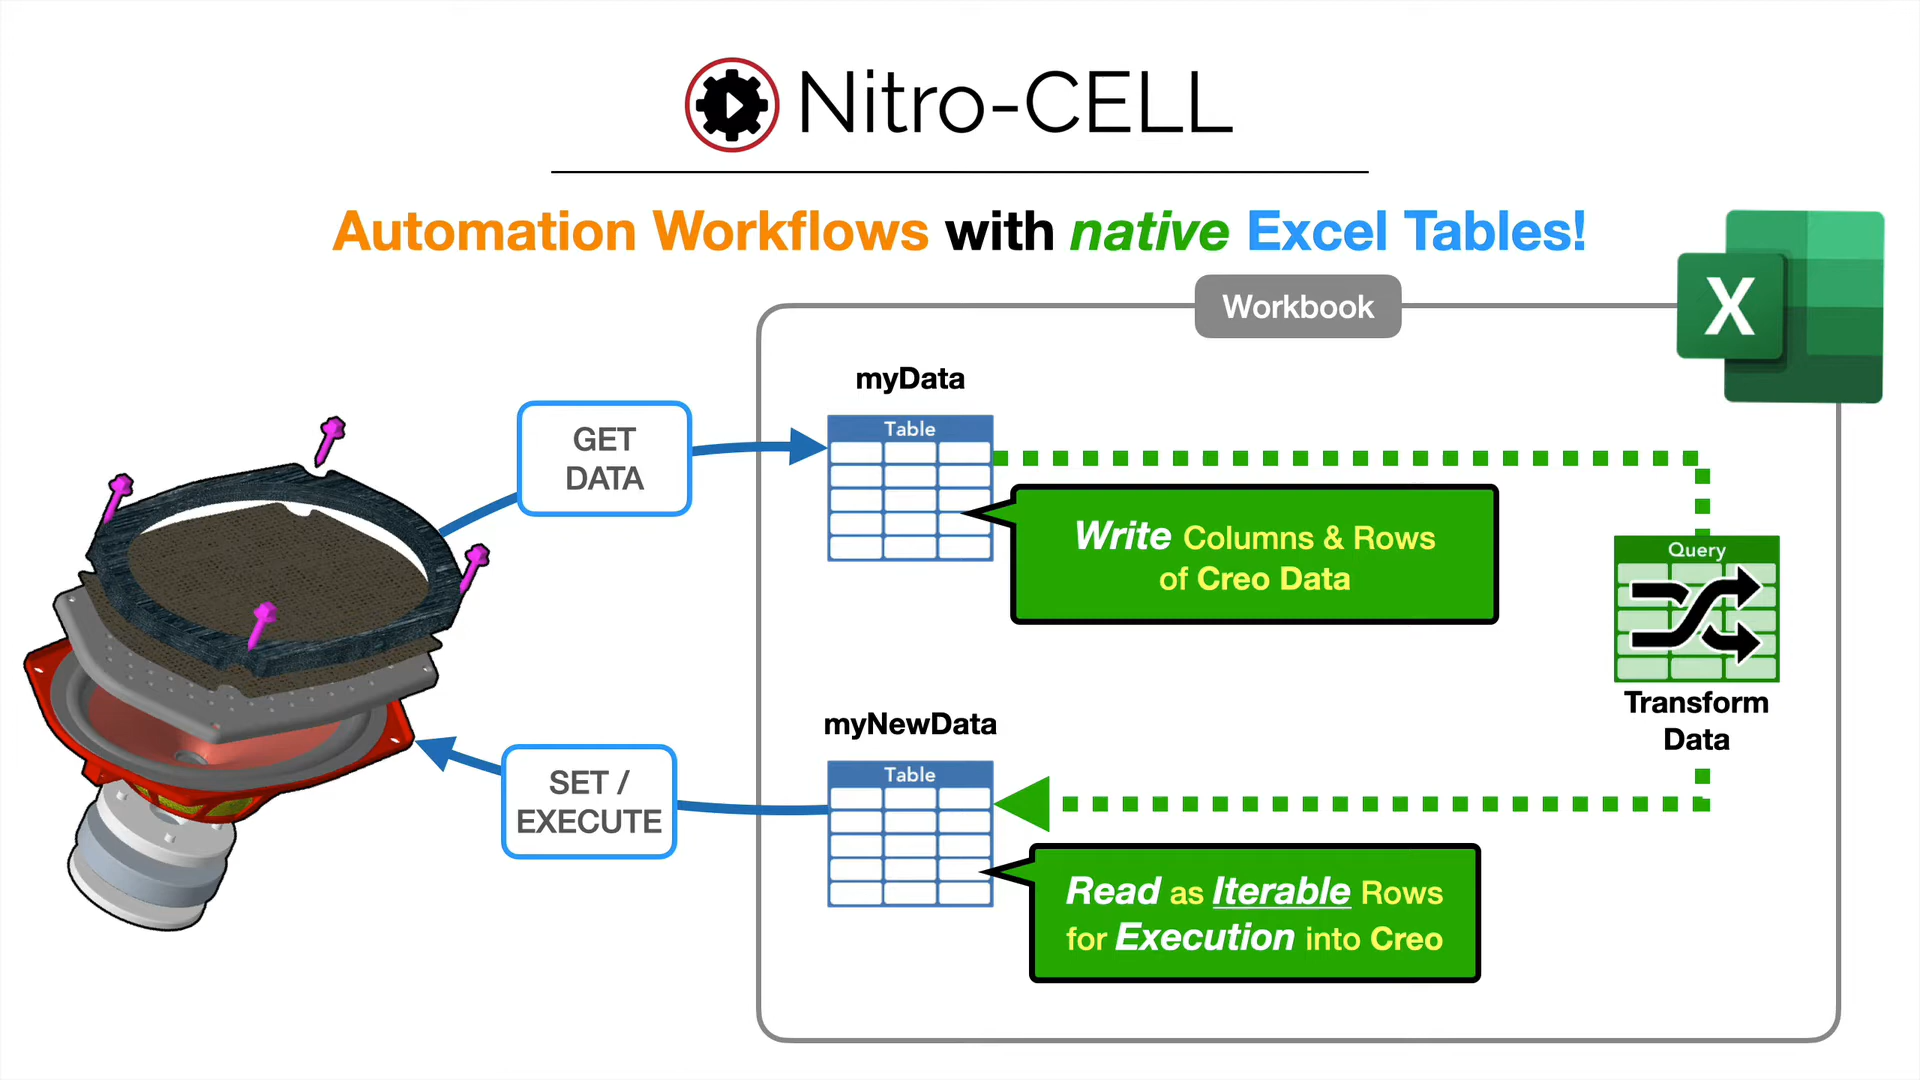 Nitro-CELL
Automation Workflows with native Excel Tables!
Workbook
X
myData
Table
GET
DATA
Write Columns & Rows
of Creo Data
Query
Transform
Data
myNewData
Table
SET /
EXECUTE
Read as Iterable Rows
for Execution into Creo